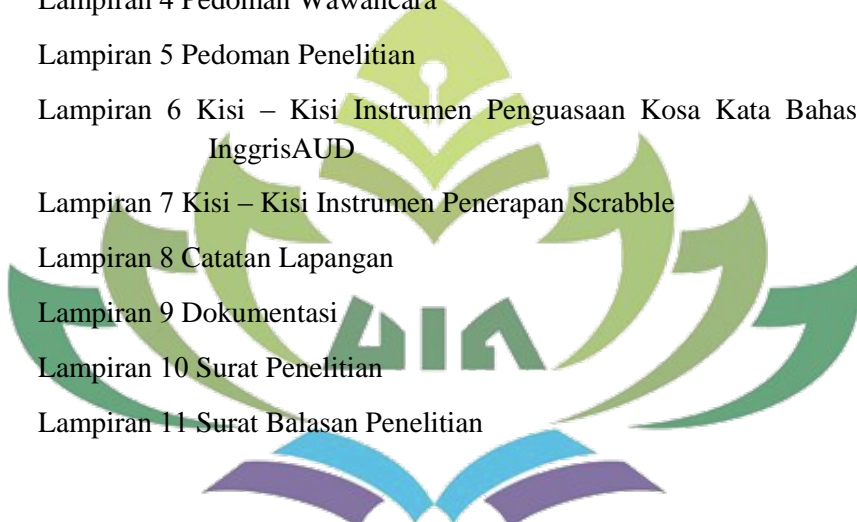 Lampiran 4 Pedoman Wawancara
Lampiran 5 Pedoman Penelitian
Lampiran 6 Kisi – Kisi Instrumen Penguasaan Kosa Kata Bahas
InggrisAUD
Lampiran 7 Kisi – Kisi Instrumen Penerapan Scrabble
Lampiran 8 Catatan Lapangan
Lampiran 9 Dokumentasi
UIN
Lampiran 10 Surat Penelitian
Lampiran 11 Surat Balasan Penelitian